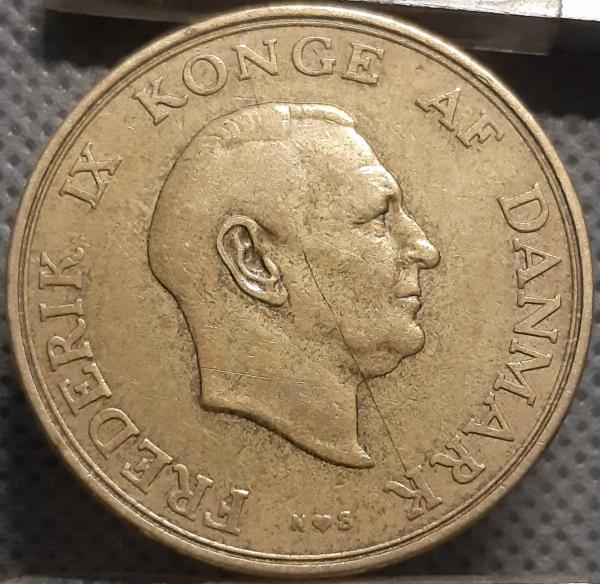 FREDERIK IX KONGE AF DANMARK
N♥S